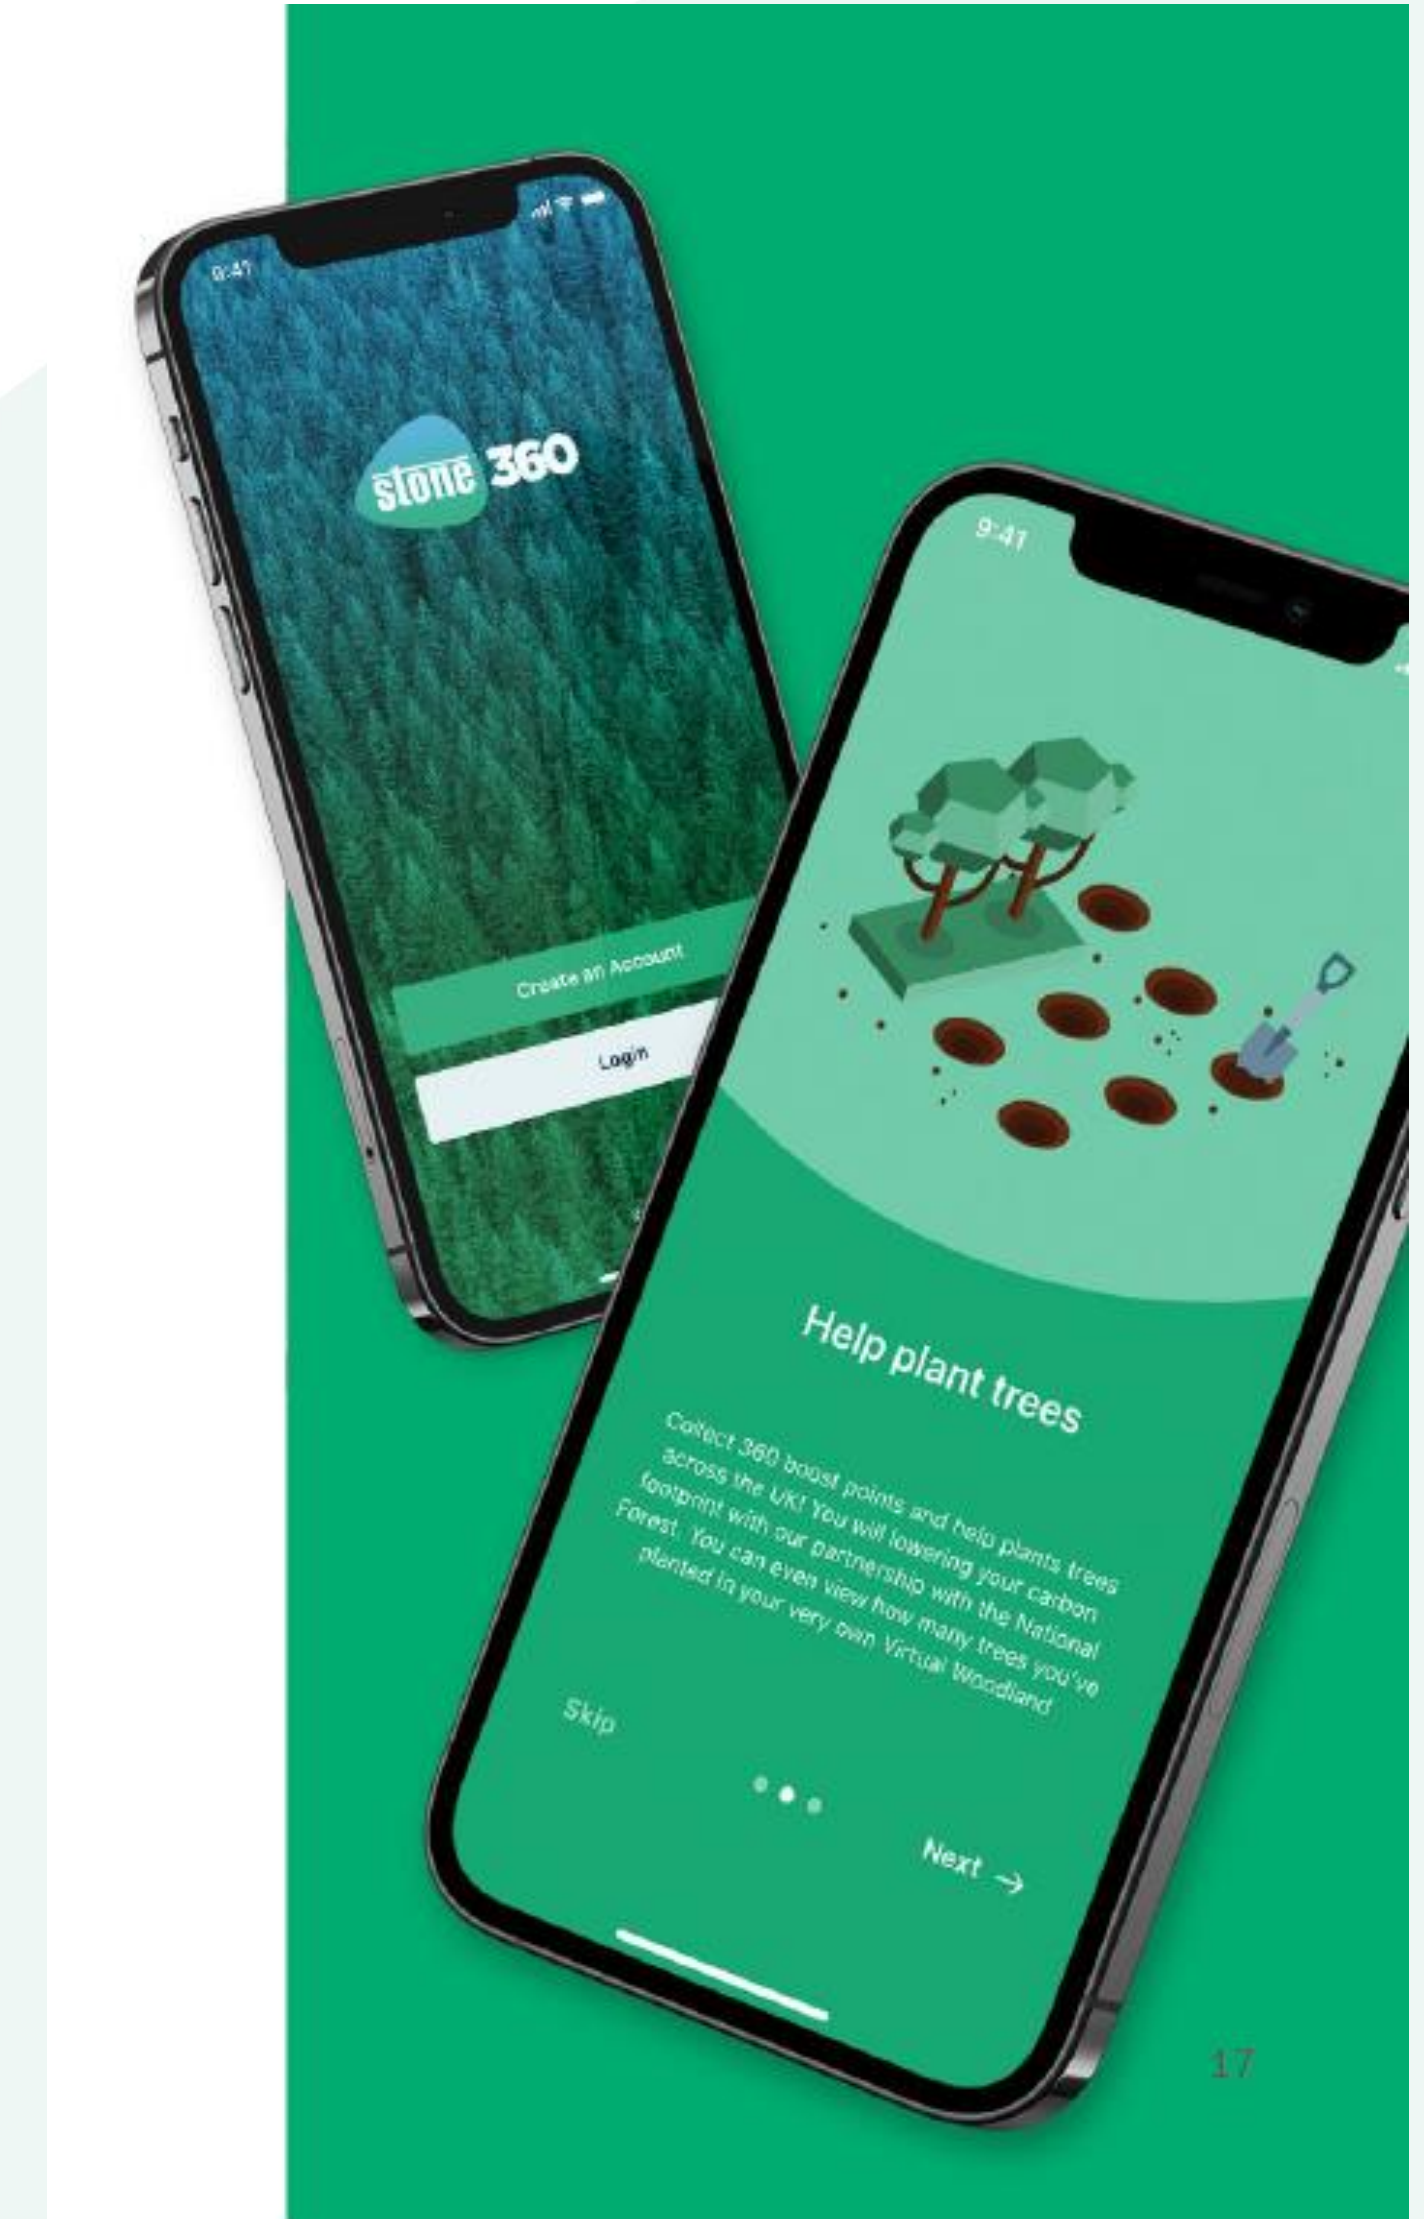 9:41
stone 360
Create an Account
Login
9:41
Help plant trees
Collect 360 boost points and help plants trees
across the UK! You will lowering your carbon
footprint with our partnership with the National
Forest. You can even view how many trees you've
planted in your very own Virtual Woodland
Skip
Next →
17